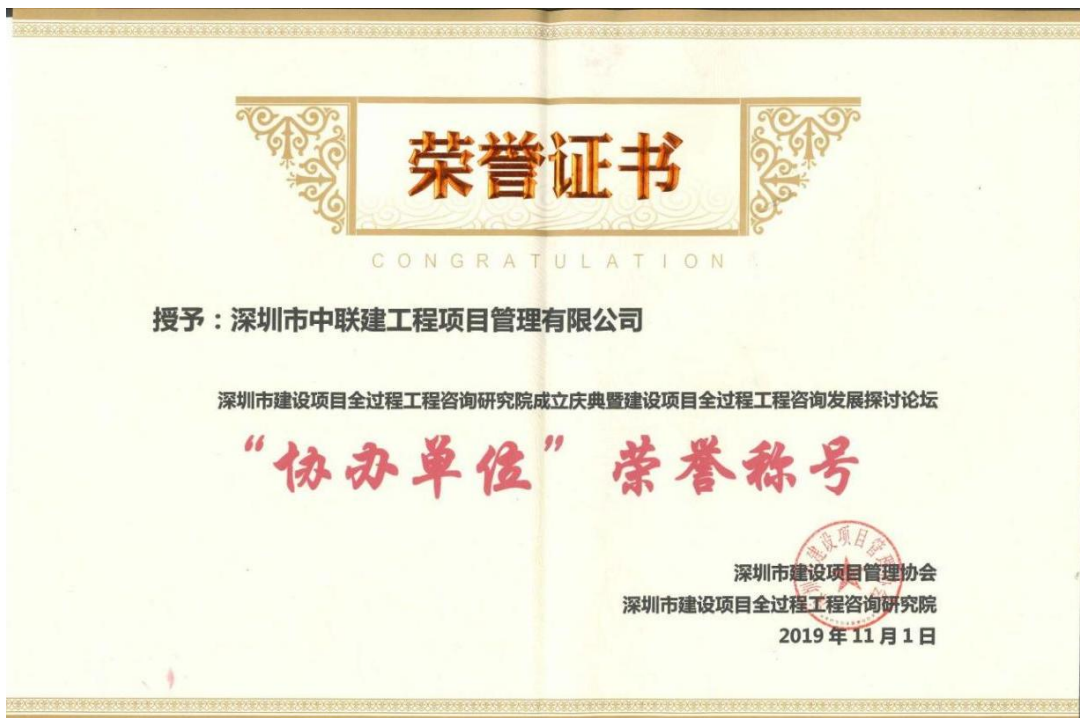 荣誉证书
CONGRATULATION
授予：深圳市中联建工程项目管理有限公司
深圳市建设项目全过程工程咨询研究院成立庆典暨建设项目全过程工程咨询发展探讨论坛
“协办单位”荣誉称号
深圳市建设项目管理协会
深圳市建设项目全过程工程咨询研究院
2019年11月1日